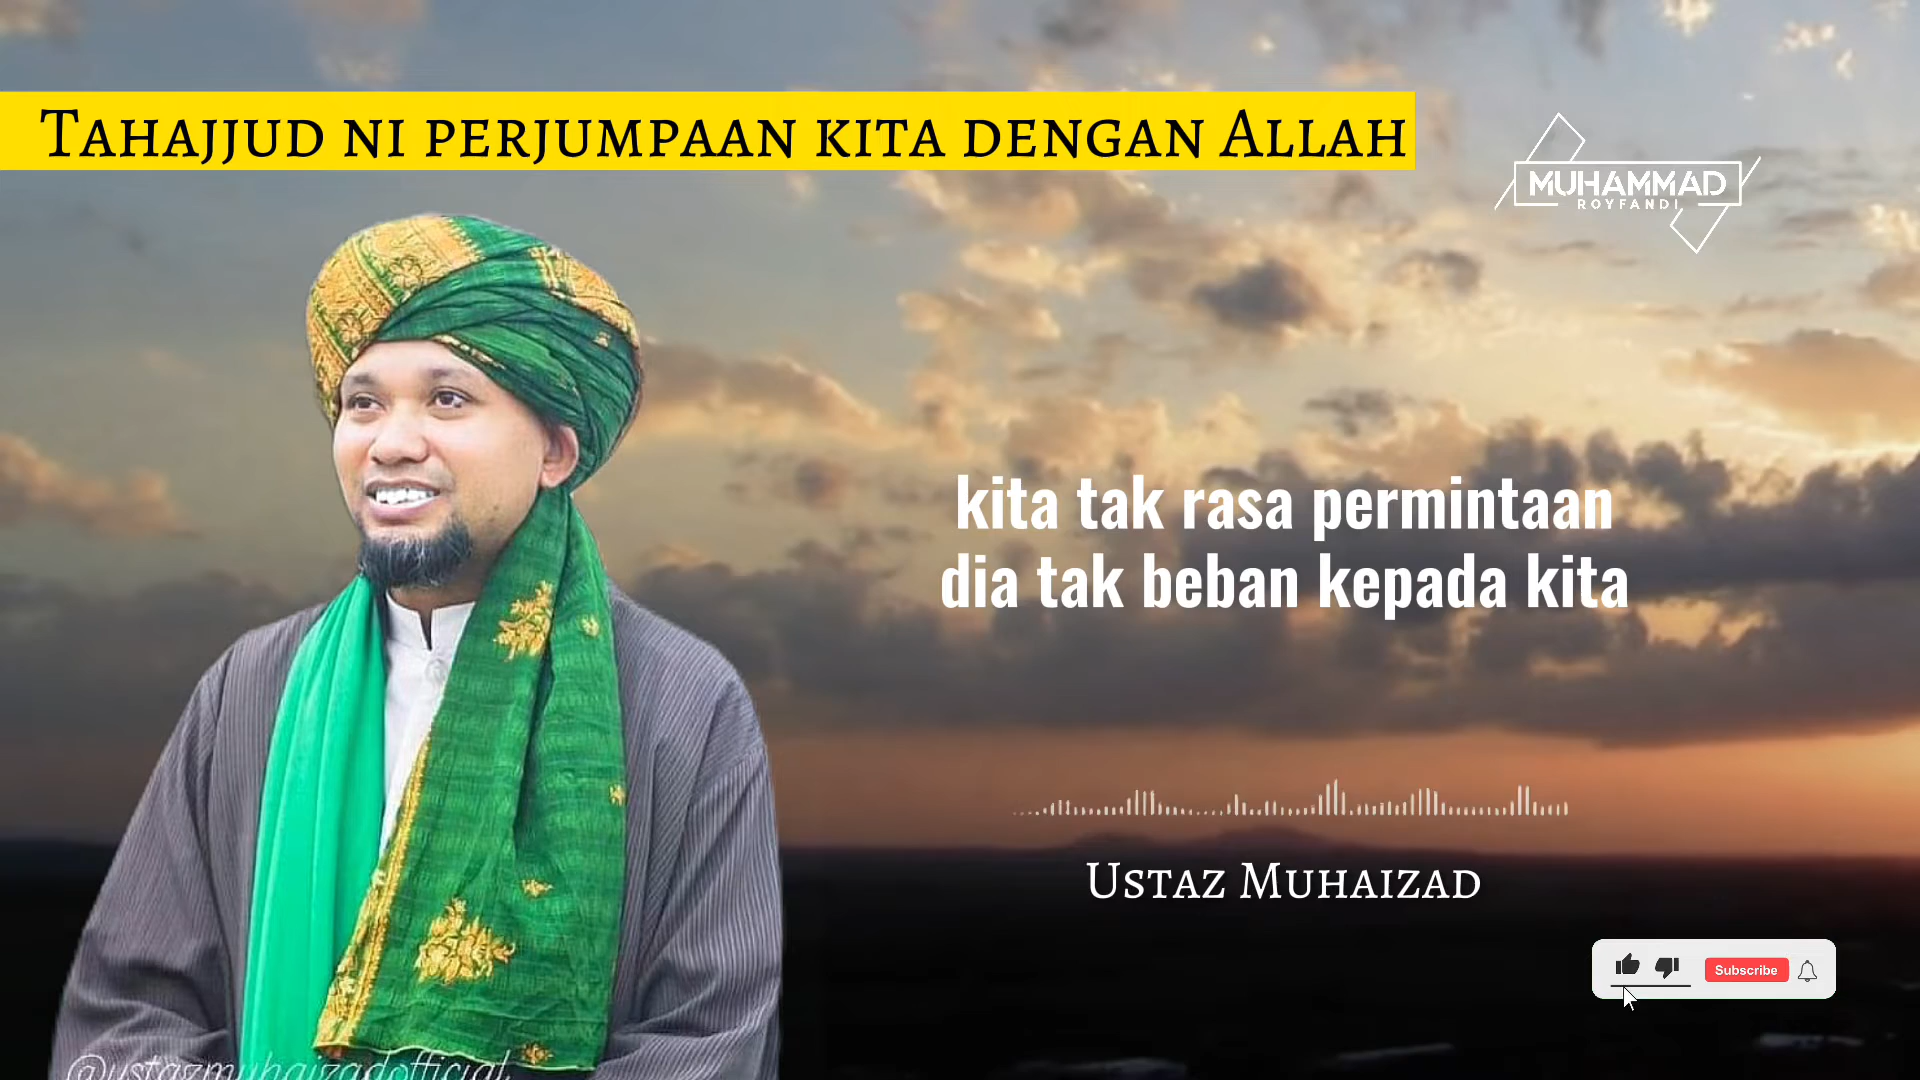 Tahajjud ni perjumpaan kita dengan Allah
MUHAMMAD
ROYFANDI
kita tak rasa permintaan
dia tak beban kepada kita
Ustaz Muhaizad
Subscribe
@ustazmuhaizadofficial